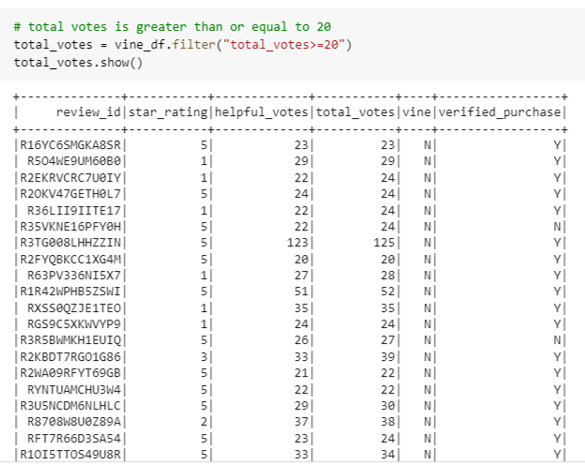 # total votes is greater than or equal to 20
total_votes = vine_df.filter("total_votes>=20")
total_votes.show()
+--------------+-----------+-------------+-----------+----+-----------------+
|     review_id|star_rating|helpful_votes|total_votes|vine|verified_purchase|
+--------------+-----------+-------------+-----------+----+-----------------+
|R16YC6SMGKA8SR|          5|           23|         23|   N|                Y|
| R5O4WE9UM60B0|          1|           29|         29|   N|                Y|
|R2EKRVCRC7U0IY|          1|           22|         24|   N|                Y|
|R2OKV47GETH0L7|          5|           24|         24|   N|                Y|
| R36LII9IITE17|          1|           22|         24|   N|                Y|
|R35VKNE16PFY0H|          5|           22|         24|   N|                N|
|R3TG008LHHZZIN|          5|          123|        125|   N|                Y|
|R2FYQBKCC1XG4M|          5|           20|         20|   N|                Y|
| R63PV336NI5X7|          1|           27|         28|   N|                Y|
|R1R42WPHB5ZSWI|          5|           51|         52|   N|                Y|
| RXSS0QZJE1TEO|          1|           35|         35|   N|                Y|
| RGS9C5XKWVYP9|          1|           24|         24|   N|                Y|
|R3R5BWMKH1EUIQ|          5|           26|         27|   N|                N|
|R2KBDT7RGO1G86|          3|           33|         39|   N|                Y|
|R2WA09RFYT69GB|          5|           21|         22|   N|                Y|
| RYNTUAMCHU3W4|          5|           22|         22|   N|                Y|
|R3U5NCDM6NLHLC|          5|           29|         30|   N|                Y|
| R8708W8U0Z89A|          2|           37|         38|   N|                Y|
| RFT7R66D3SA54|          5|           23|         24|   N|                Y|
|R1OI5TTOS49U8R|          5|           33|         34|   N|                Y|